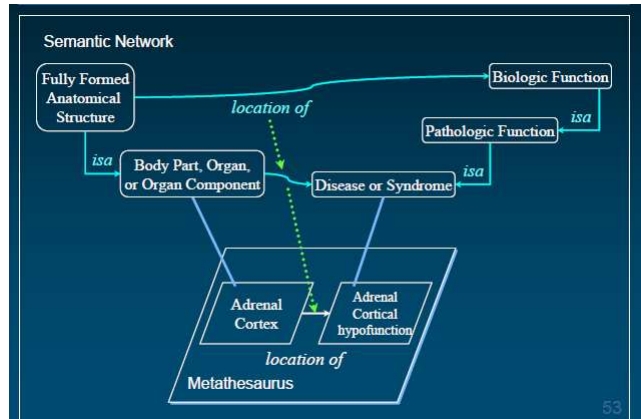 Semantic Network
Fully Formed
Anatomical
Structure
Biologic Function
location of
isa
Pathologic Function
isa
Body Part, Organ,
or Organ Component
Disease or Syndrome
isa
Adrenal
Cortex
Adrenal
Cortical
hypofunction
location of
Metathesaurus
53